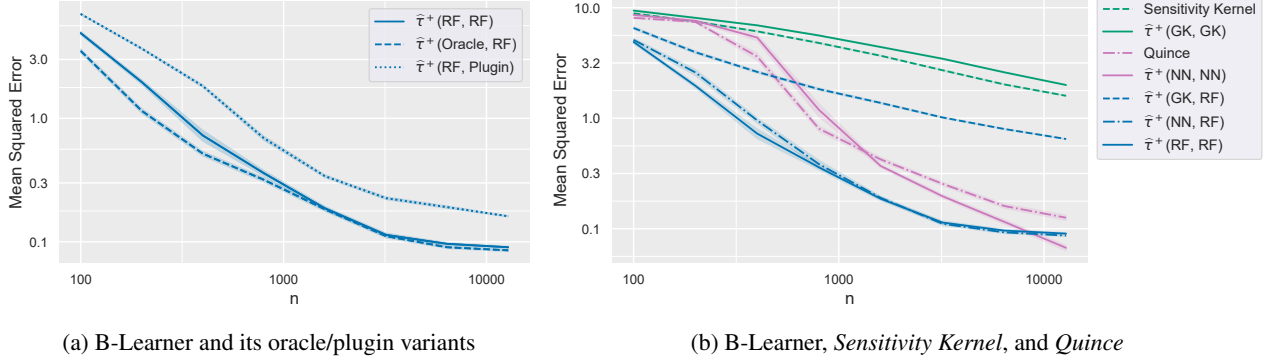 3.0
1.0
0.3
0.1
Mean Squared Error
100
1000
10000
n
τ̂⁺(RF, RF)
τ̂⁺(Oracle, RF)
τ̂⁺(RF, Plugin)
(a) B-Learner and its oracle/plugin variants
10.0
3.2
1.0
0.3
0.1
Mean Squared Error
100
1000
10000
n
Sensitivity Kernel
τ̂⁺(GK, GK)
Quince
τ̂⁺(NN, NN)
τ̂⁺(GK, RF)
τ̂⁺(NN, RF)
τ̂⁺(RF, RF)
(b) B-Learner, Sensitivity Kernel, and Quince